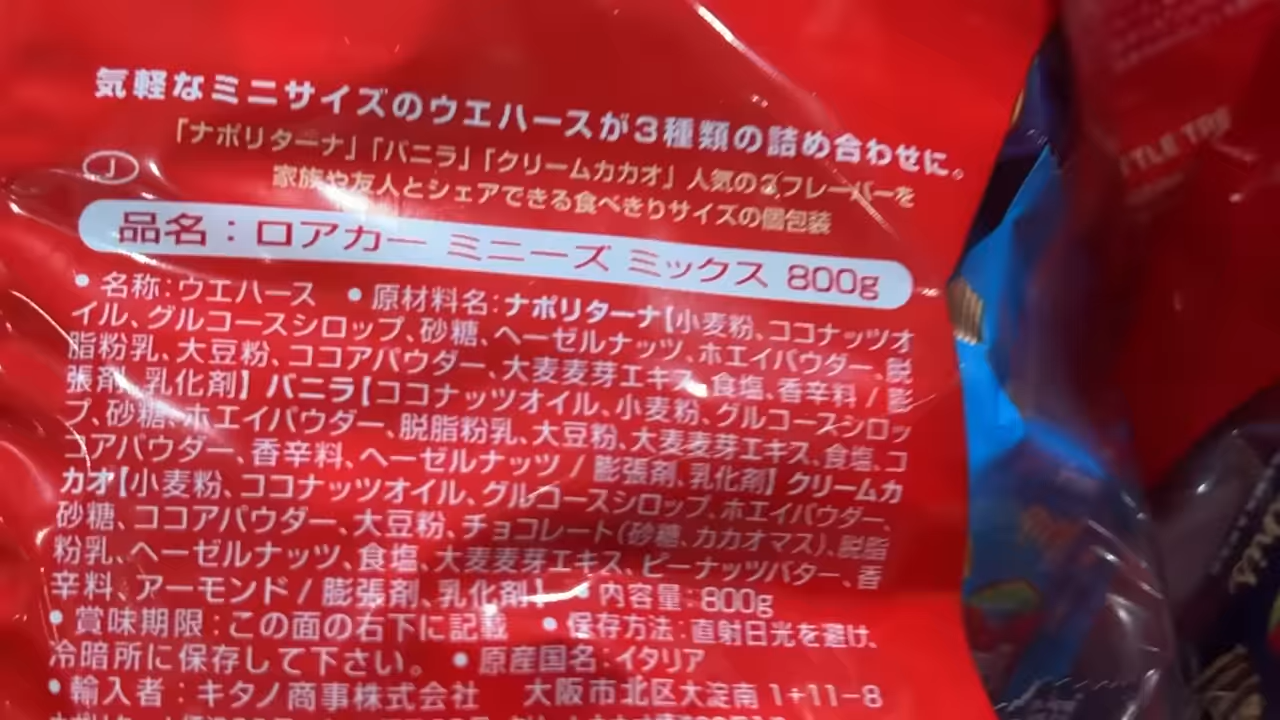 気軽なミニサイズのウエハースが3種類の詰め合わせに。
「ナポリターナ」「バニラ」「クリームカカオ」人気の3フレーバーを
家族や友人とシェアできる食べきりサイズの個包装
J
品名:ロアカー ミニーズ ミックス 800g
•名称:ウエハース •原材料名:ナポリターナ【小麦粉、ココナッツオ
イル、グルコースシロップ、砂糖、ヘーゼルナッツ、ホエイパウダー、脱
脂粉乳、大豆粉、ココアパウダー、大麦麦芽エキス、食塩、香辛料 / 膨
張剤、乳化剤】 バニラ【ココナッツオイル、小麦粉、グルコースシロッ
プ、砂糖、ホエイパウダー、脱脂粉乳、大豆粉、大麦麦芽エキス、食塩、コ
コアパウダー、香辛料、ヘーゼルナッツ / 膨張剤、乳化剤】 クリームカ
カオ【小麦粉、ココナッツオイル、グルコースシロップ、ホエイパウダー、
砂糖、ココアパウダー、大豆粉、チョコレート(砂糖、カカオマス)、脱脂
粉乳、ヘーゼルナッツ、食塩、大麦麦芽エキス、ピーナッツバター、香
辛料、アーモンド / 膨張剤、乳化剤】 •内容量:800g
•賞味期限:この面の右下に記載 •保存方法:直射日光を避け、
冷暗所に保存して下さい。 •原産国名:イタリア
•輸入者:キタノ商事株式会社 大阪市北区大淀南 1-11-8